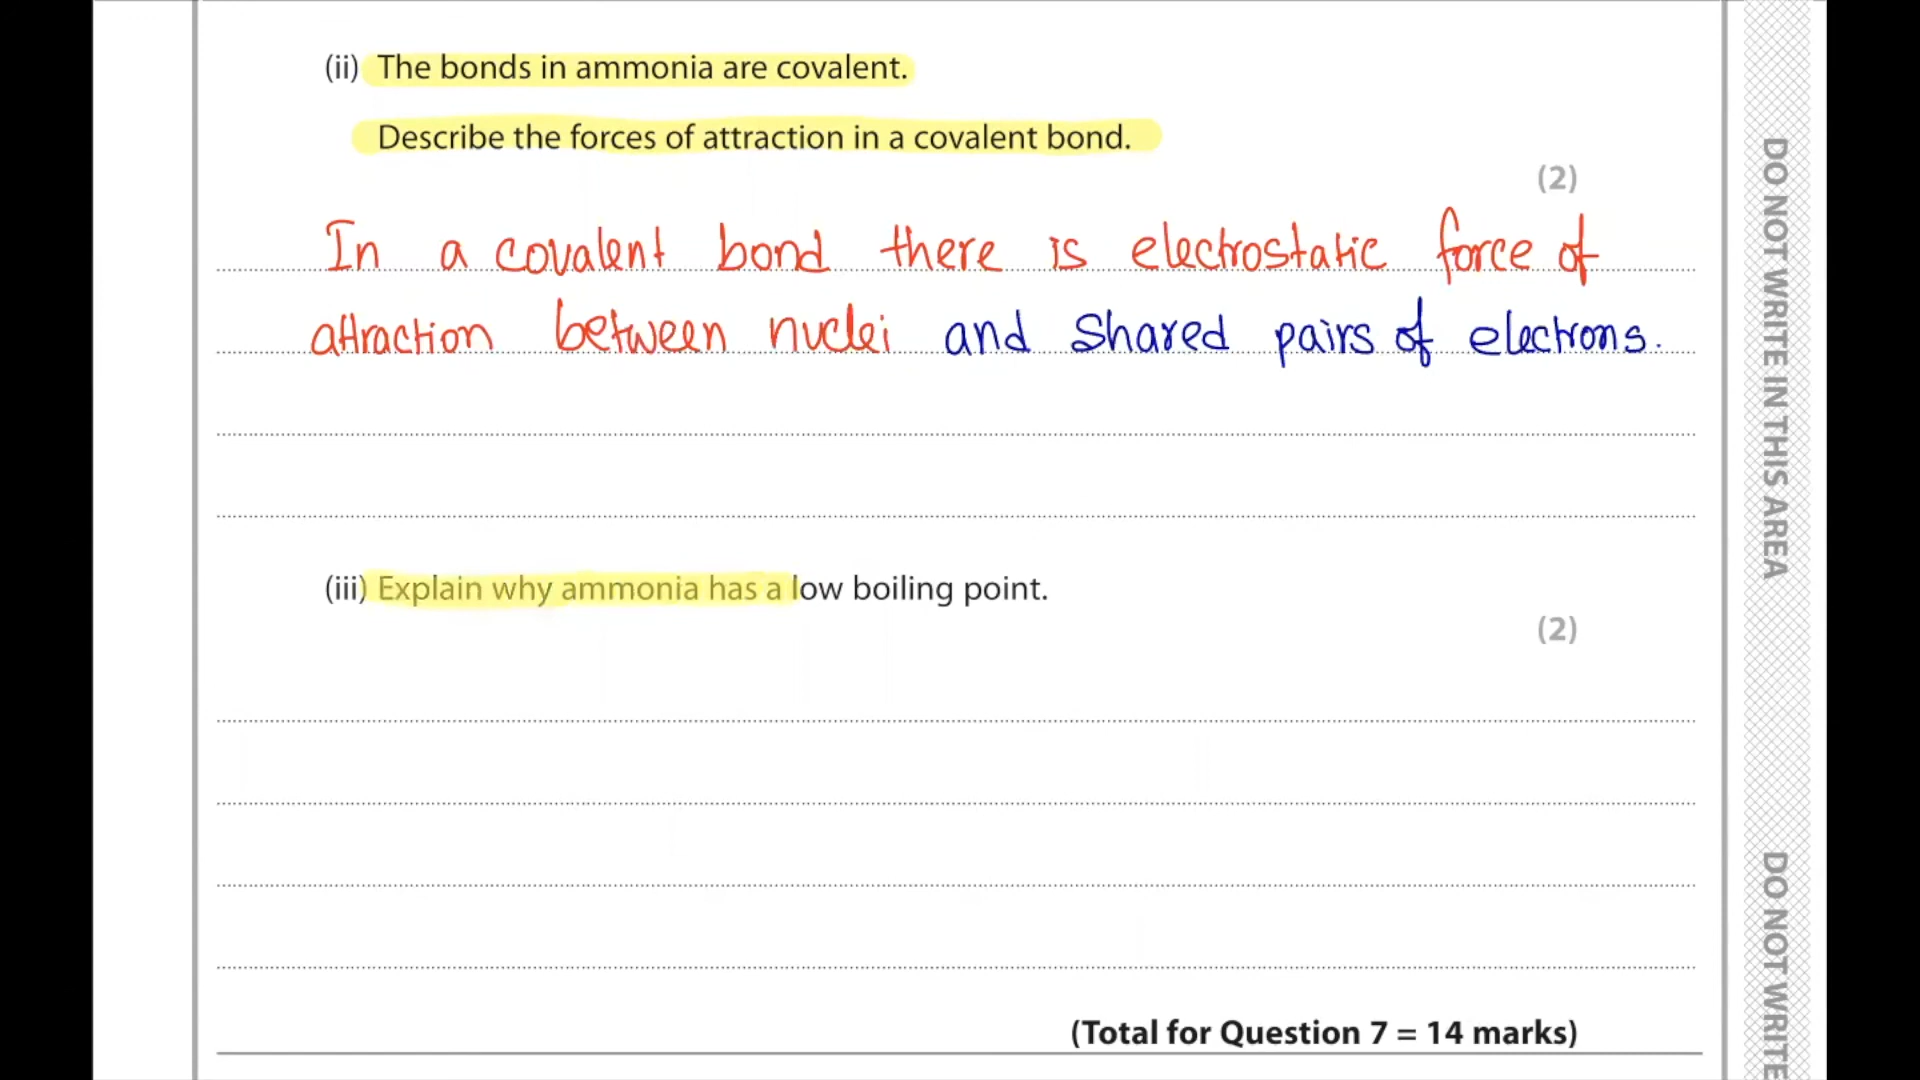 (ii) The bonds in ammonia are covalent.
Describe the forces of attraction in a covalent bond.
(2)
In a covalent bond there is electrostatic force of
attraction between nuclei and shared pairs of electrons.
(iii) Explain why ammonia has a low boiling point.
(2)
(Total for Question 7 = 14 marks)
DO NOT WRITE IN THIS AREA
DO NOT WRITE